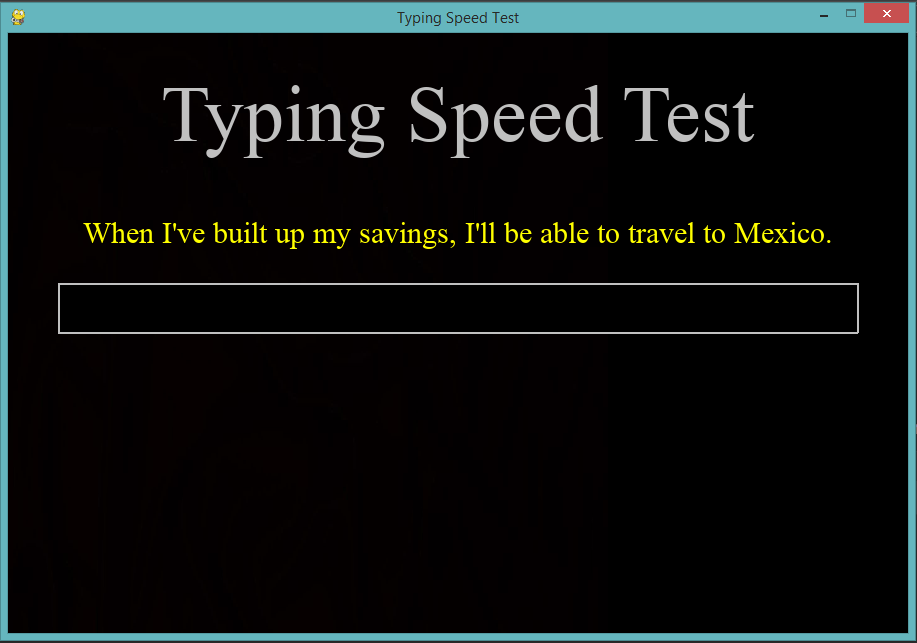 Typing Speed Test
Typing Speed Test
When I've built up my savings, I'll be able to travel to Mexico.